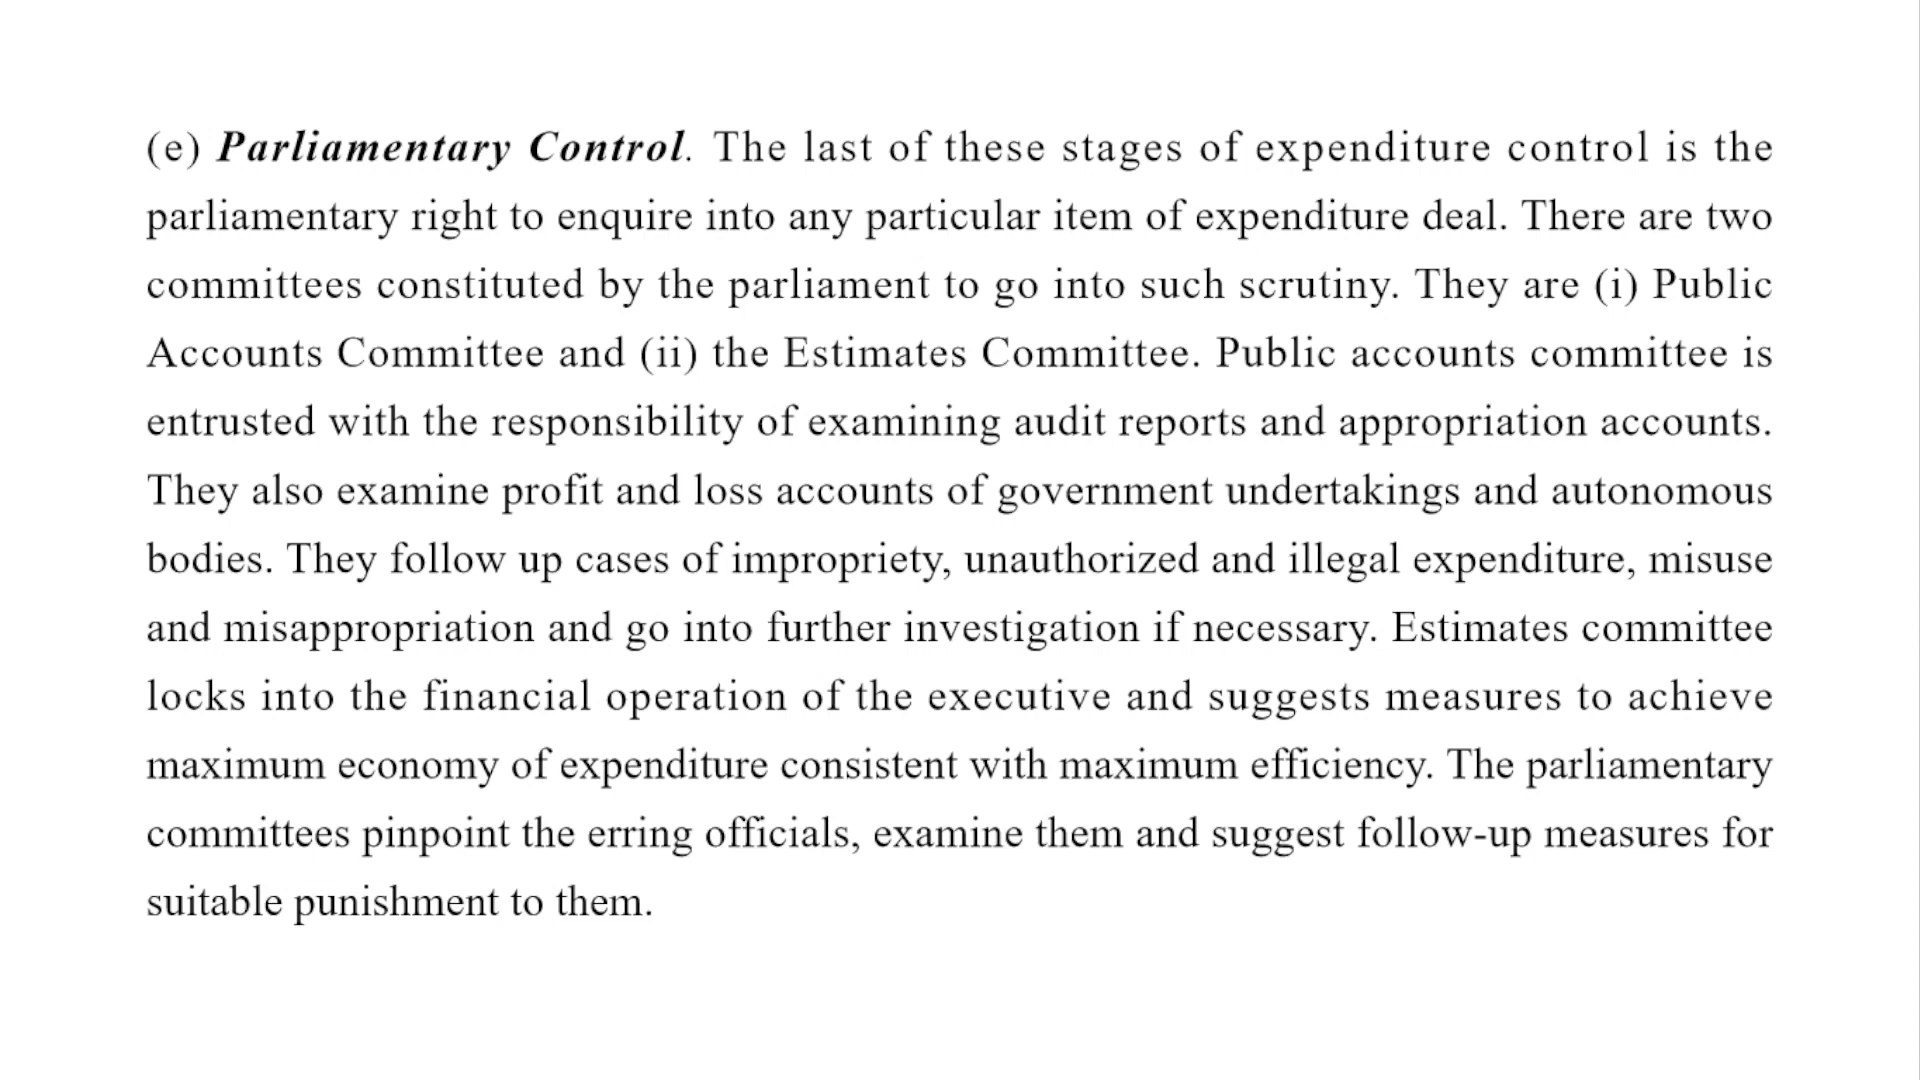 (e) Parliamentary Control. The last of these stages of expenditure control is the
parliamentary right to enquire into any particular item of expenditure deal. There are two
committees constituted by the parliament to go into such scrutiny. They are (i) Public
Accounts Committee and (ii) the Estimates Committee. Public accounts committee is
entrusted with the responsibility of examining audit reports and appropriation accounts.
They also examine profit and loss accounts of government undertakings and autonomous
bodies. They follow up cases of impropriety, unauthorized and illegal expenditure, misuse
and misappropriation and go into further investigation if necessary. Estimates committee
locks into the financial operation of the executive and suggests measures to achieve
maximum economy of expenditure consistent with maximum efficiency. The parliamentary
committees pinpoint the erring officials, examine them and suggest follow-up measures for
suitable punishment to them.